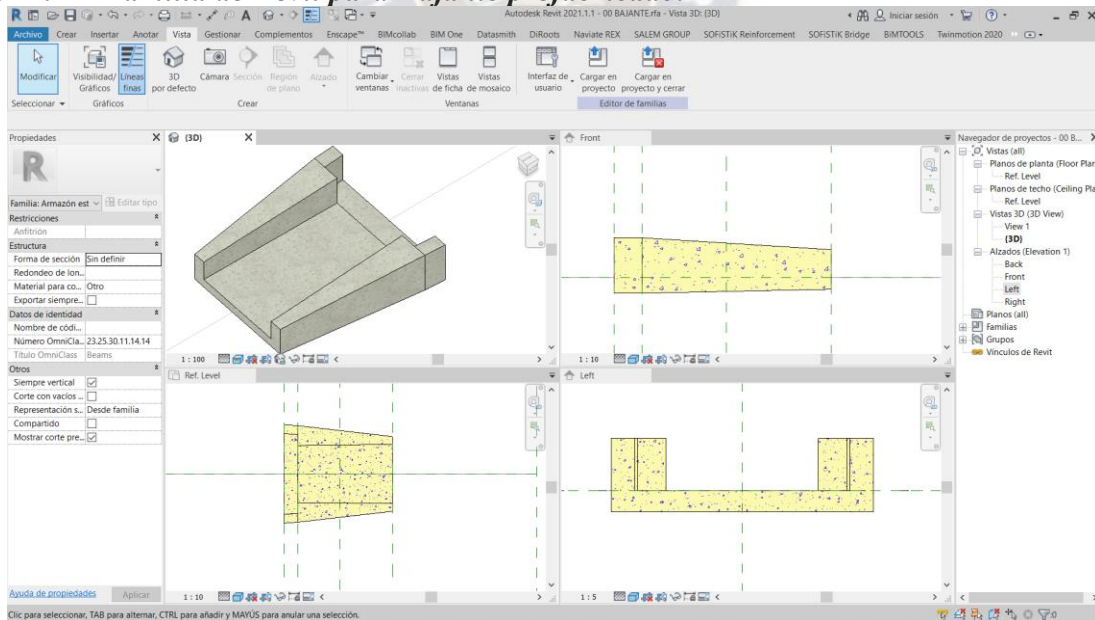 Autodesk Revit 2021.1.1 - 00 BAJANTE.rfa - Vista 3D: {3D}
Iniciar sesión
Archivo Crear Insertar Anotar Vista Gestionar Complementos Enscape™ BIMcollab BIM One Datasmith DiRoots Naviate REX SALEM GROUP SOFiSTiK Reinforcement SOFiSTiK Bridge BiMTOOLS Twinmotion 2020
Modificar
Visibilidad/ Gráficos
Líneas finas
3D por defecto
Cámara
Sección
Región de plano
Alzado
Cambiar ventanas
Cerrar inactivas
Vistas de ficha
Vistas de mosaico
Interfaz de usuario
Cargar en proyecto
Cargar en proyecto y cerrar
Seleccionar Gráficos Crear Ventanas Editor de familias
Propiedades
R
Familia: Armazón est
Editar tipo
Restricciones
Anfitrión
Estructura
Forma de sección Sin definir
Redondeo de lon...
Material para co... Otro
Exportar siempre...
Datos de identidad
Nombre de códi...
Número OmniCla... 23.25.30.11.14.14
Título OmniClass Beams
Otros
Siempre vertical
Corte con vacíos ...
Representación s... Desde familia
Compartido
Mostrar corte pre...
Ayuda de propiedades Aplicar
{3D}
1 : 100
Front
1 : 10
Ref. Level
1 : 10
Left
1 : 5
Navegador de proyectos - 00 B...
Vistas (all)
Planos de planta (Floor Plan
Ref. Level
Planos de techo (Ceiling Pla
Ref. Level
Vistas 3D (3D View)
View 1
{3D}
Alzados (Elevation 1)
Back
Front
Left
Right
Planos (all)
Familias
Grupos
Vínculos de Revit
Clic para seleccionar, TAB para alternar, CTRL para añadir y MAYÚS para anular una selección.
:0